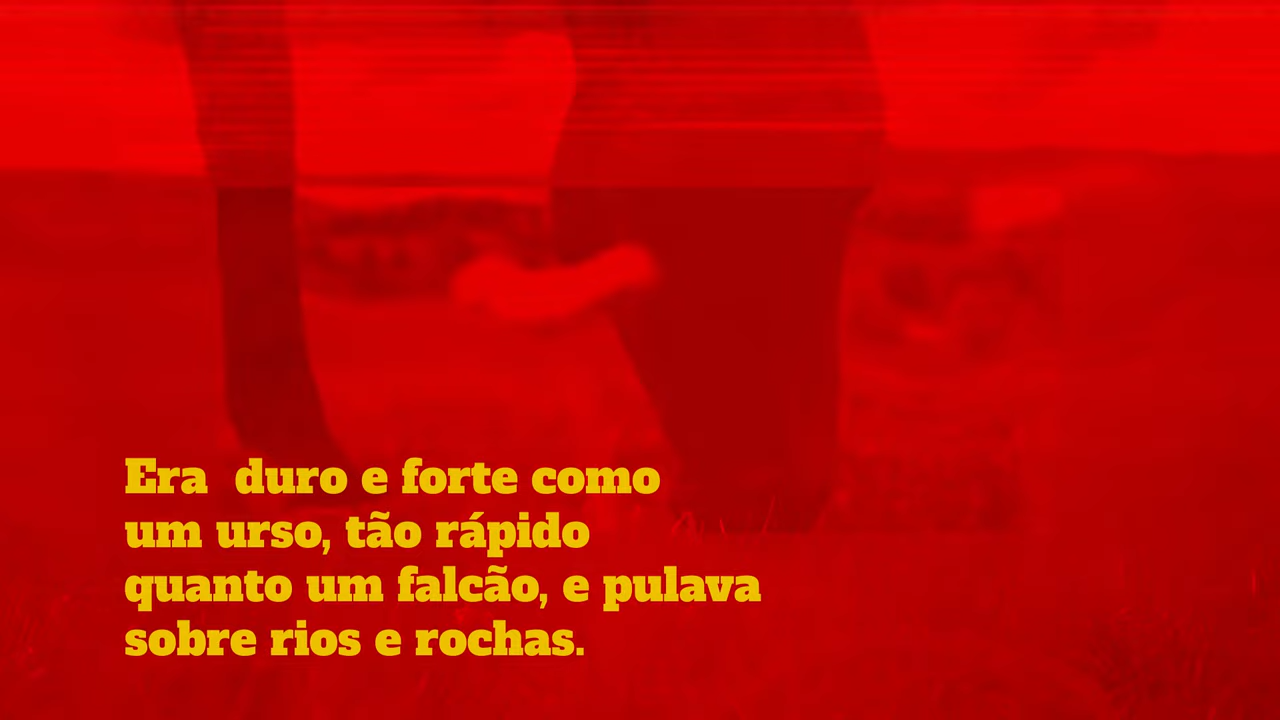 Era  duro e forte como
um urso, tão rápido
quanto um falcão, e pulava
sobre rios e rochas.